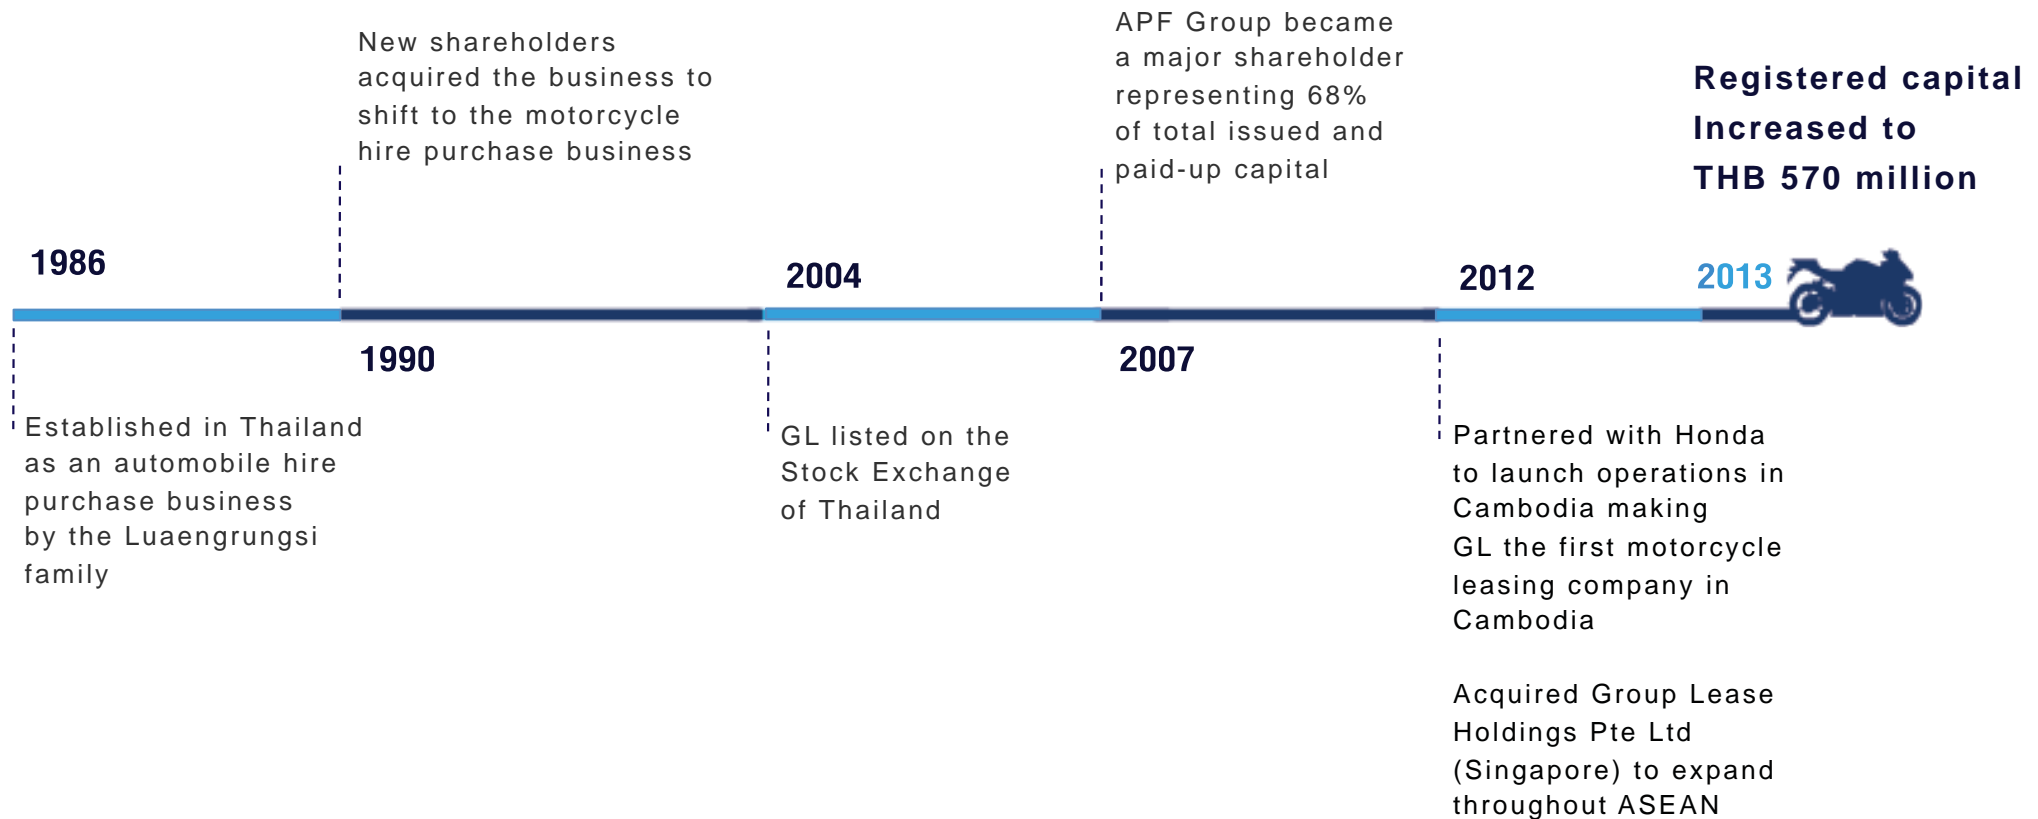 1986
Established in Thailand
as an automobile hire
purchase business
by the Luaengrungsi
family
New shareholders
acquired the business to
shift to the motorcycle
hire purchase business
1990
2004
GL listed on the
Stock Exchange
of Thailand
APF Group became
a major shareholder
representing 68%
of total issued and
paid-up capital
2007
2012
Partnered with Honda
to launch operations in
Cambodia making
GL the first motorcycle
leasing company in
Cambodia
Acquired Group Lease
Holdings Pte Ltd
(Singapore) to expand
throughout ASEAN
Registered capital
Increased to
THB 570 million
2013